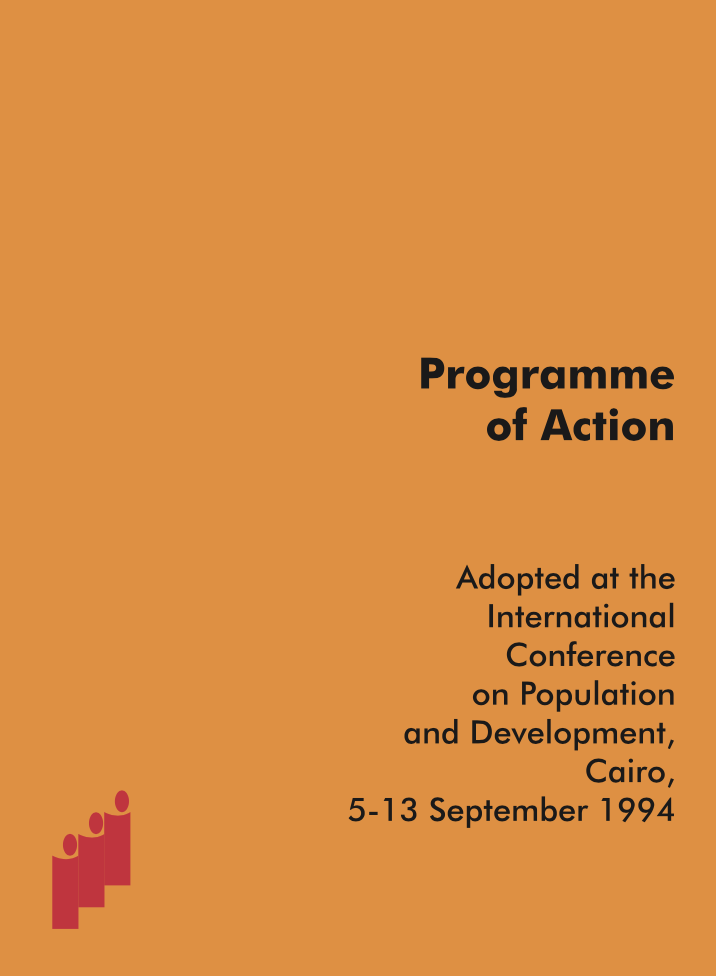 Programme
of Action
Adopted at the
International
Conference
on Population
and Development,
Cairo,
5-13 September 1994